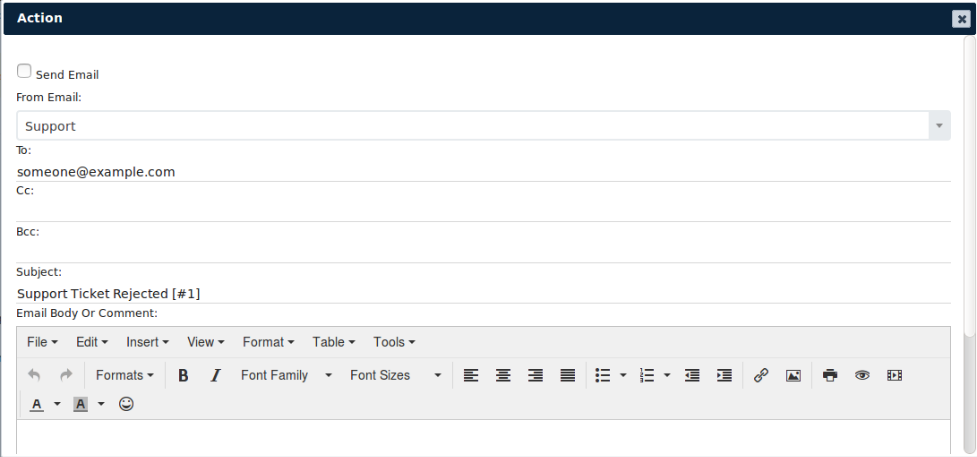 Action
Send Email
From Email:
Support
To:
someone@example.com
Cc:
Bcc:
Subject:
Support Ticket Rejected [#1]
Email Body Or Comment:
File Edit Insert View Format Table Tools
Formats B I Font Family Font Sizes
A A